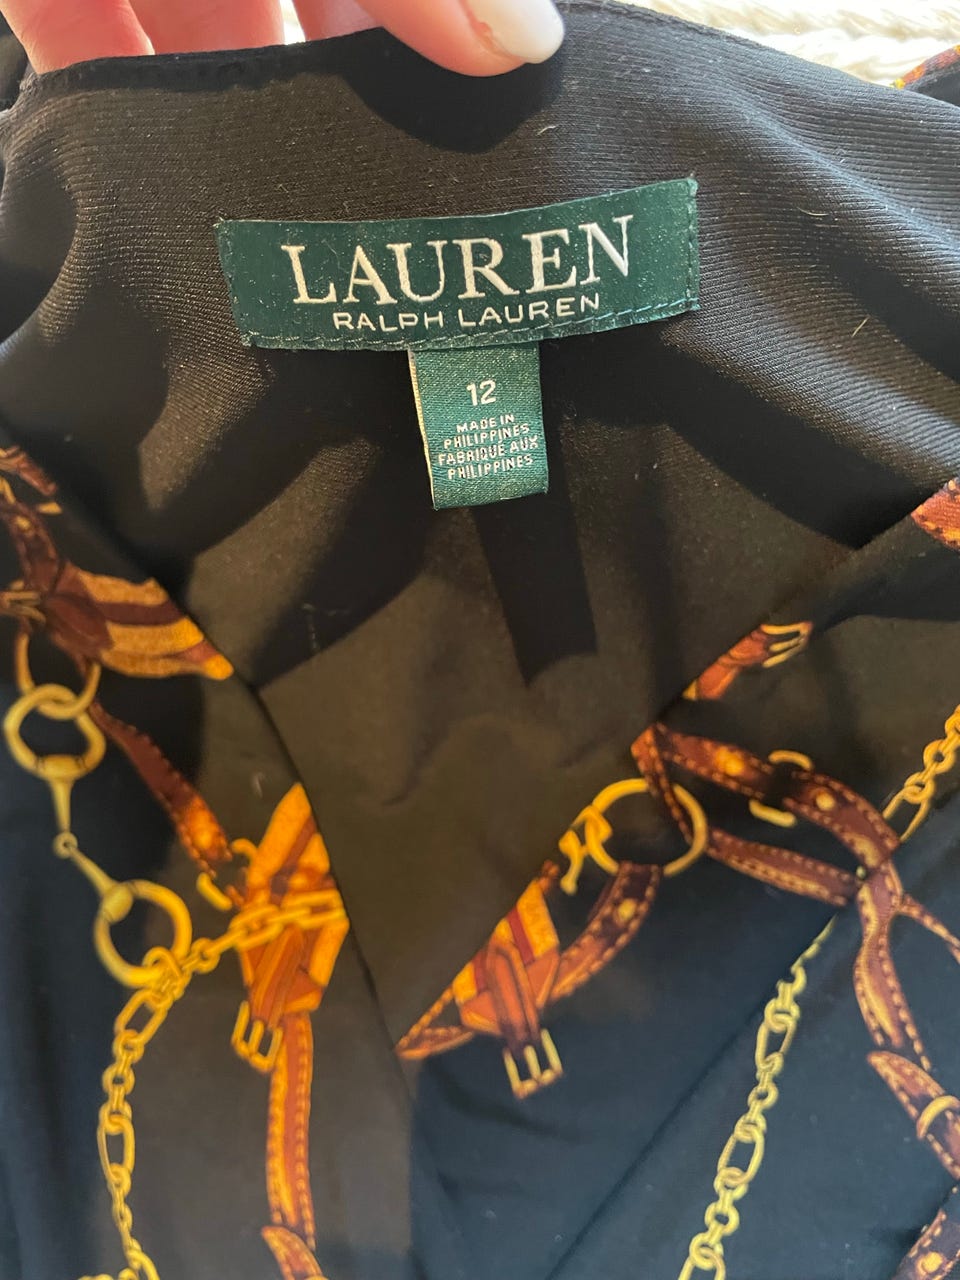 LAUREN
RALPH LAUREN
12
MADE IN
PHILIPPINES
FABRIQUE AUX
PHILIPPINES